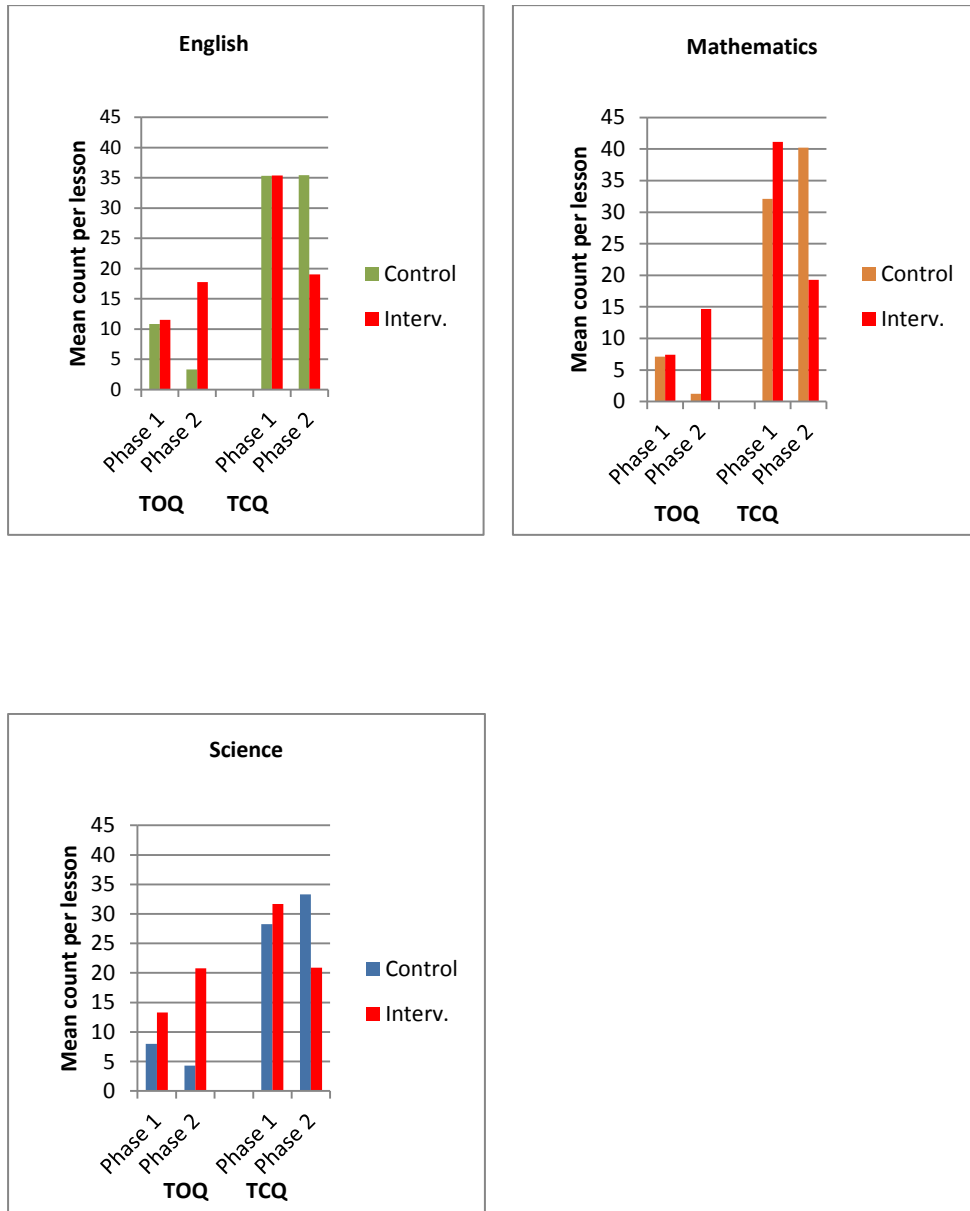 English
Mean count per lesson
45
40
35
30
25
20
15
10
5
0
Phase 1
Phase 2
Phase 1
Phase 2
TOQ TCQ
Control
Interv.
Mathematics
Mean count per lesson
45
40
35
30
25
20
15
10
5
0
Phase 1
Phase 2
Phase 1
Phase 2
TOQ TCQ
Control
Interv.
Science
Mean count per lesson
45
40
35
30
25
20
15
10
5
0
Phase 1
Phase 2
Phase 1
Phase 2
TOQ TCQ
Control
Interv.